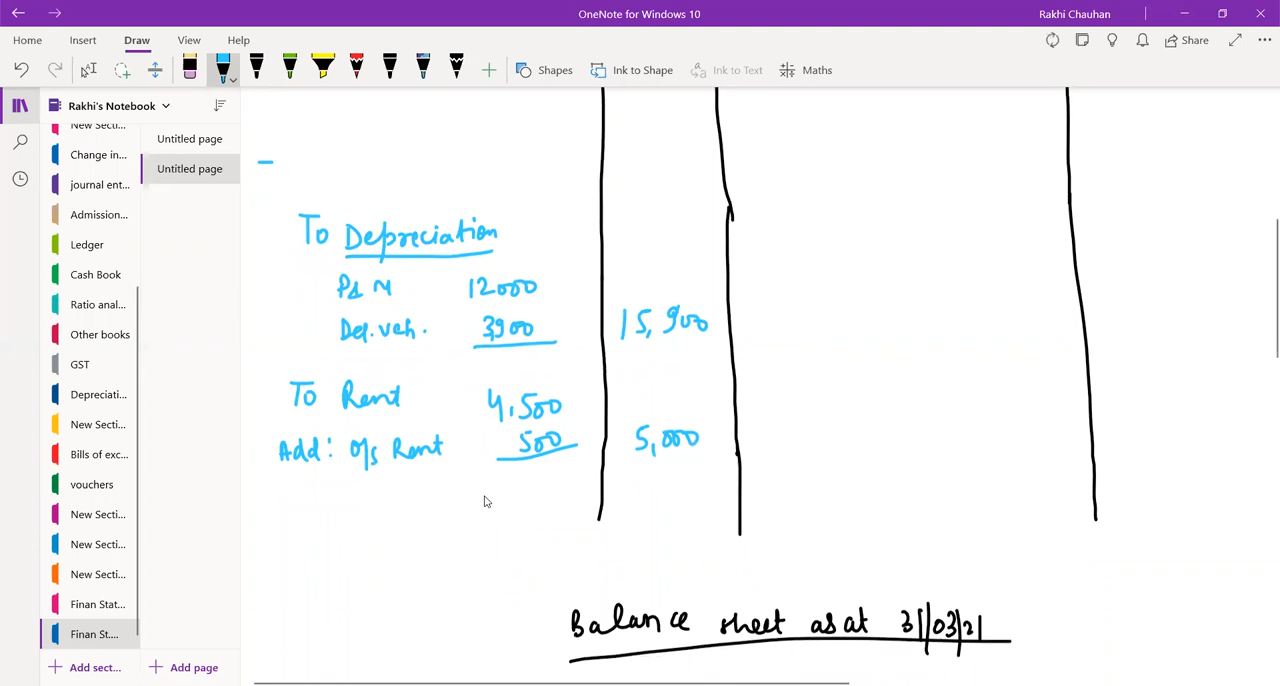 OneNote for Windows 10
Rakhi Chauhan
Home Insert Draw View Help
Share
Shapes
Ink to Shape
Ink to Text
Maths
Rakhi's Notebook
New Secti...
Change in...
journal ent...
Admission...
Ledger
Cash Book
Ratio anal...
Other books
GST
Depreciati...
New Secti...
Bills of exc...
vouchers
New Secti...
New Secti...
New Secti...
Finan Stat...
Finan St....
Add sect...
Untitled page
Untitled page
Add page
To Depreciation
12000
Del. veh. 3,900 15,900
To Rent 4,500
Add: o/s Rent 500 5,000
Balance sheet as at 31/03/21